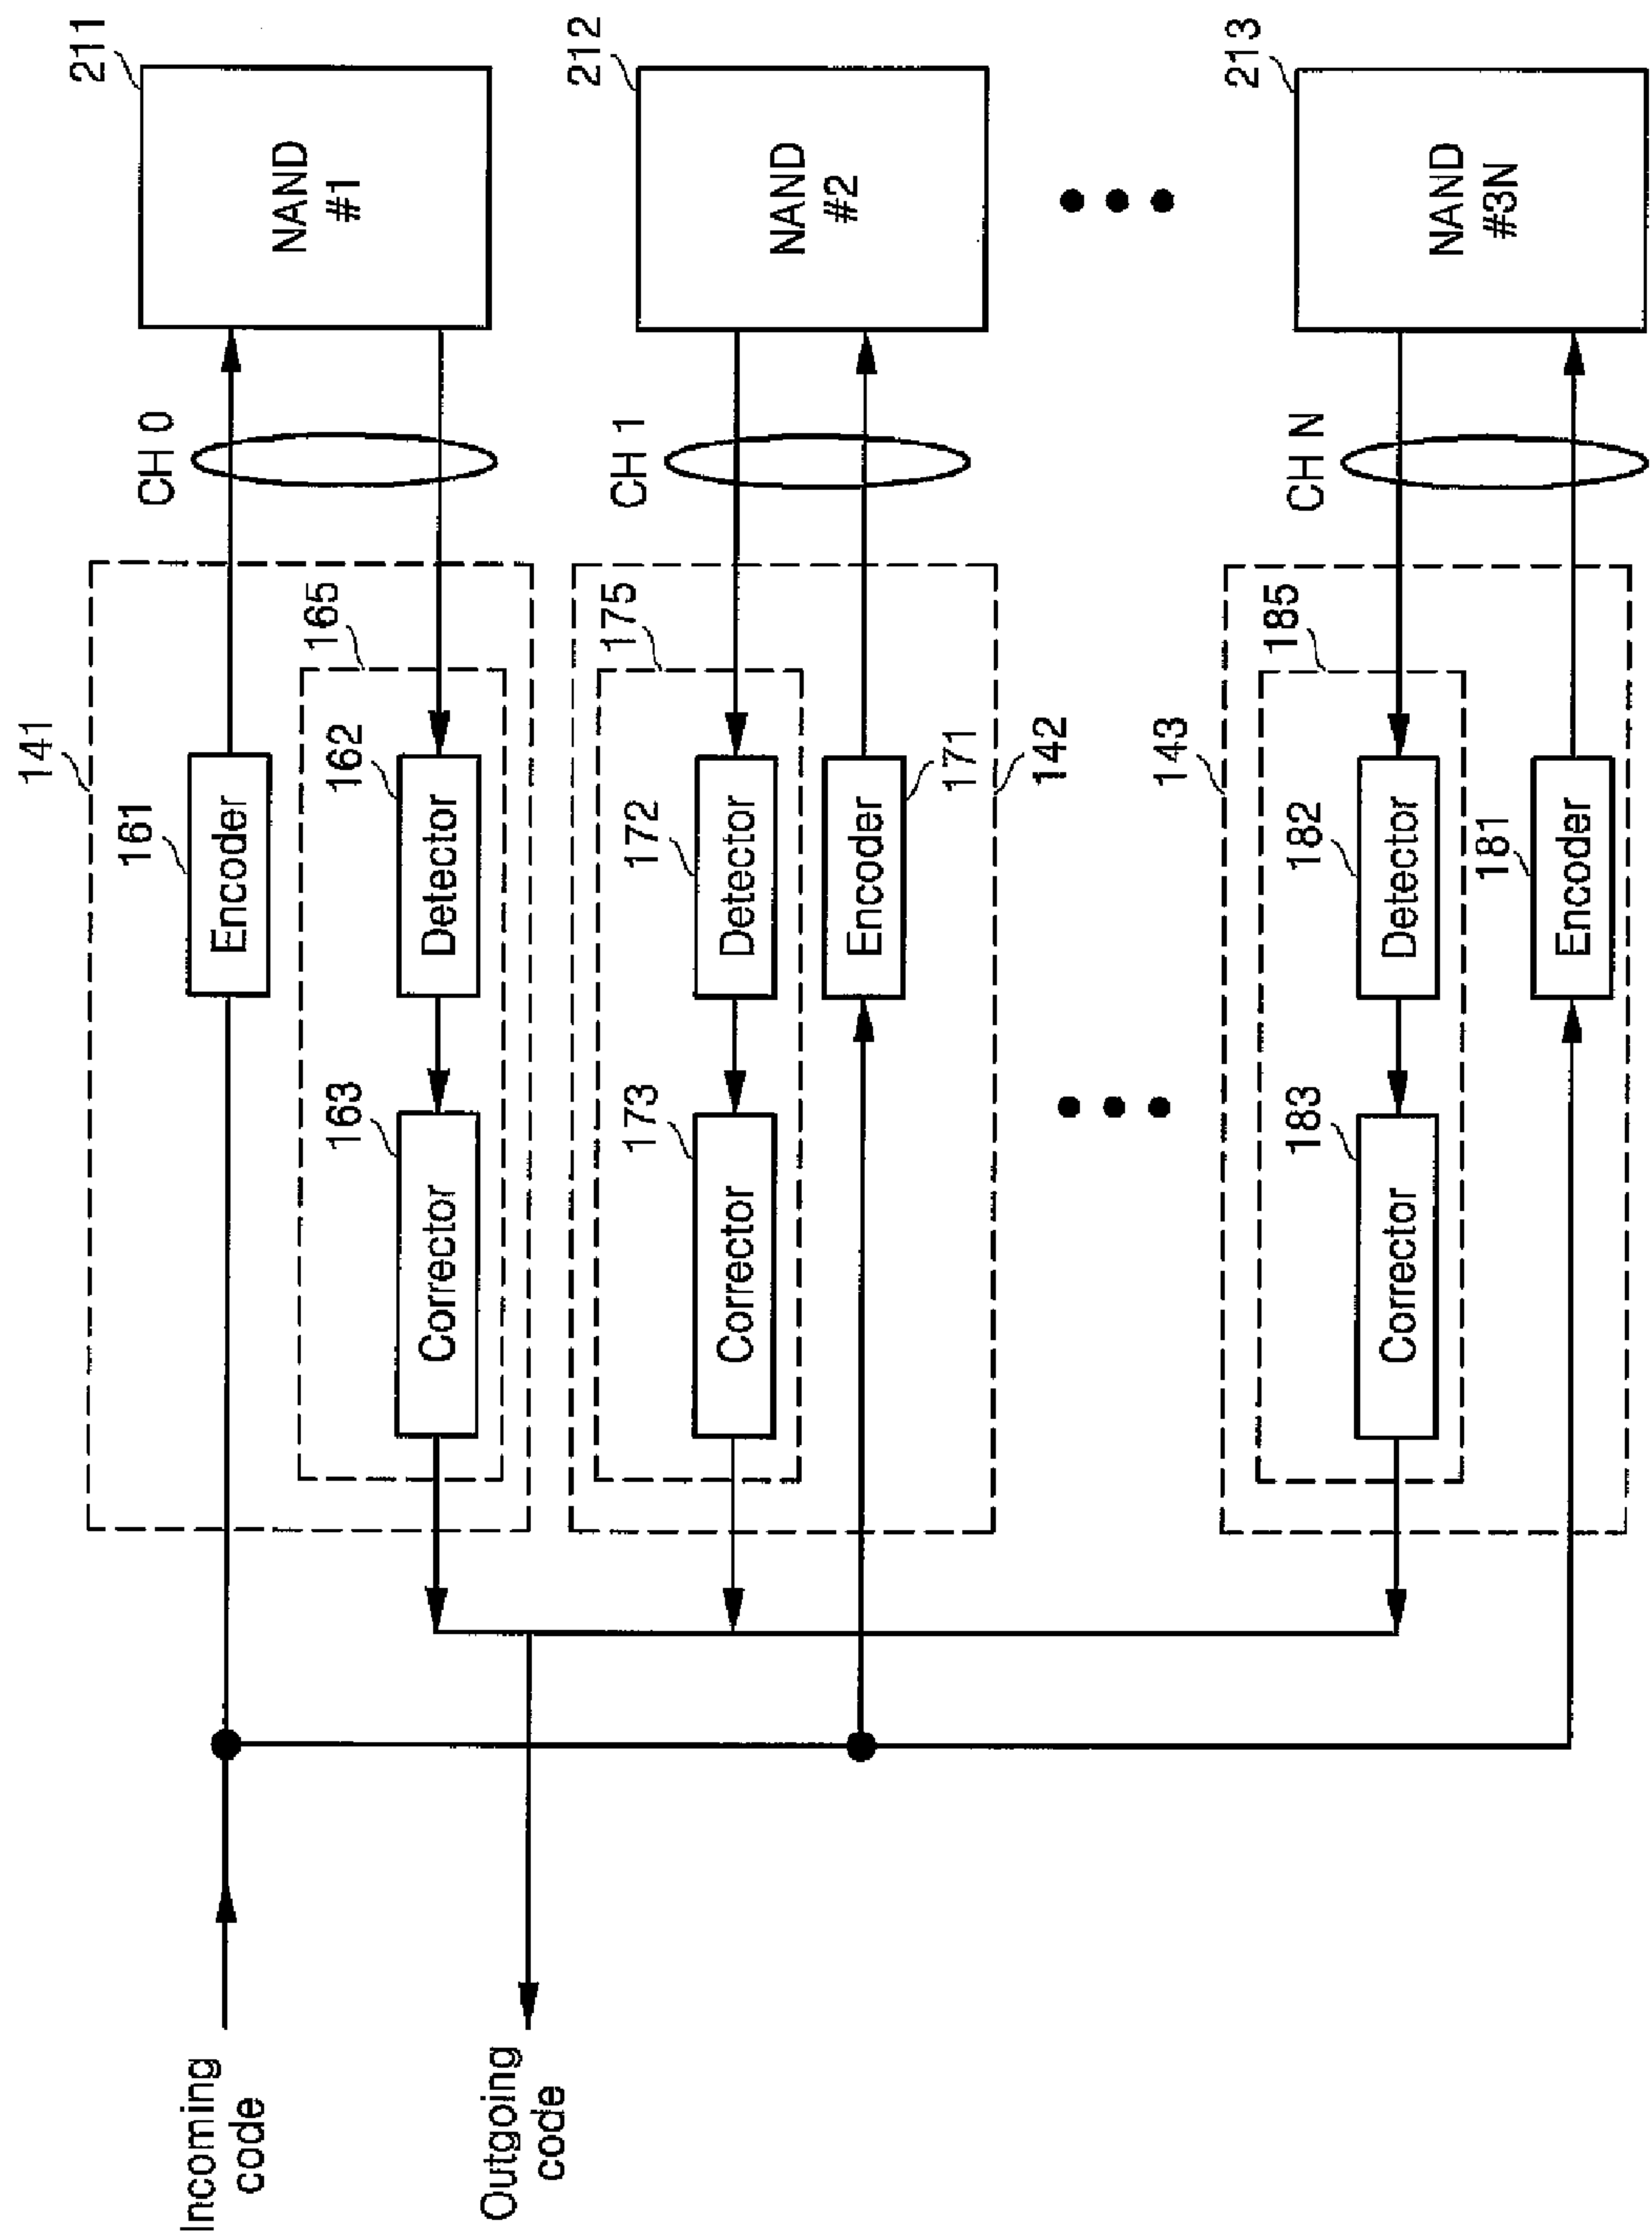 211
NAND
#1
CH 0
141
161
Encoder
165
162
Detector
163
Corrector
212
NAND
#2
CH 1
175
172
Detector
173
Corrector
171
Encoder
142
213
NAND
#3N
CH N
143
185
182
Detector
183
Corrector
181
Encoder
Incoming
code
Outgoing
code